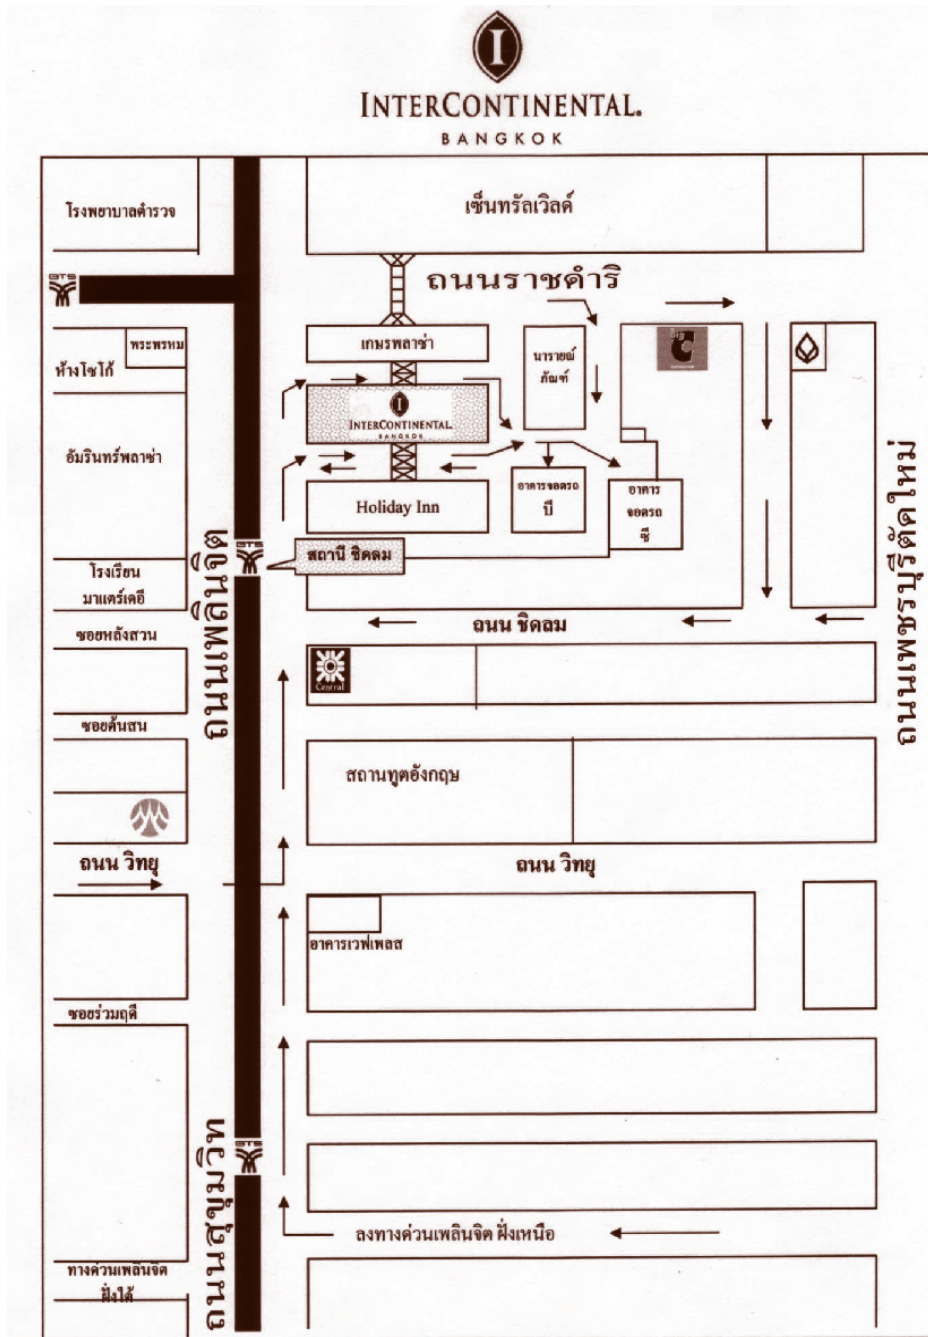 INTERCONTINENTAL.
BANGKOK
โรงพยาบาลตำรวจ
เซ็นทรัลเวิลด์
BTS
ถนนราชดำริ
พระพรหม
ห้างโซโก้
เกษรพลาซ่า
นารายณ์
ภัณฑ์
Big
C
INTERCONTINENTAL.
BANGKOK
อัมรินทร์พลาซ่า
Holiday Inn
อาคารจอดรถ
บี
อาคาร
จอดรถ
ซี
ถนนเพชรบุรีตัดใหม่
BTS
สถานี ชิดลม
โรงเรียน
มาแตร์เดอี
ถนนเพลินจิต
ถนน ชิดลม
ซอยหลังสวน
Central
ซอยต้นสน
สถานทูตอังกฤษ
ถนน วิทยุ
ถนน วิทยุ
อาคารเวฟเพลส
ซอยร่วมฤดี
BTS
ถนนสุขุมวิท
ลงทางด่วนเพลินจิต ฝั่งเหนือ
ทางด่วนเพลินจิต
ฝั่งใต้